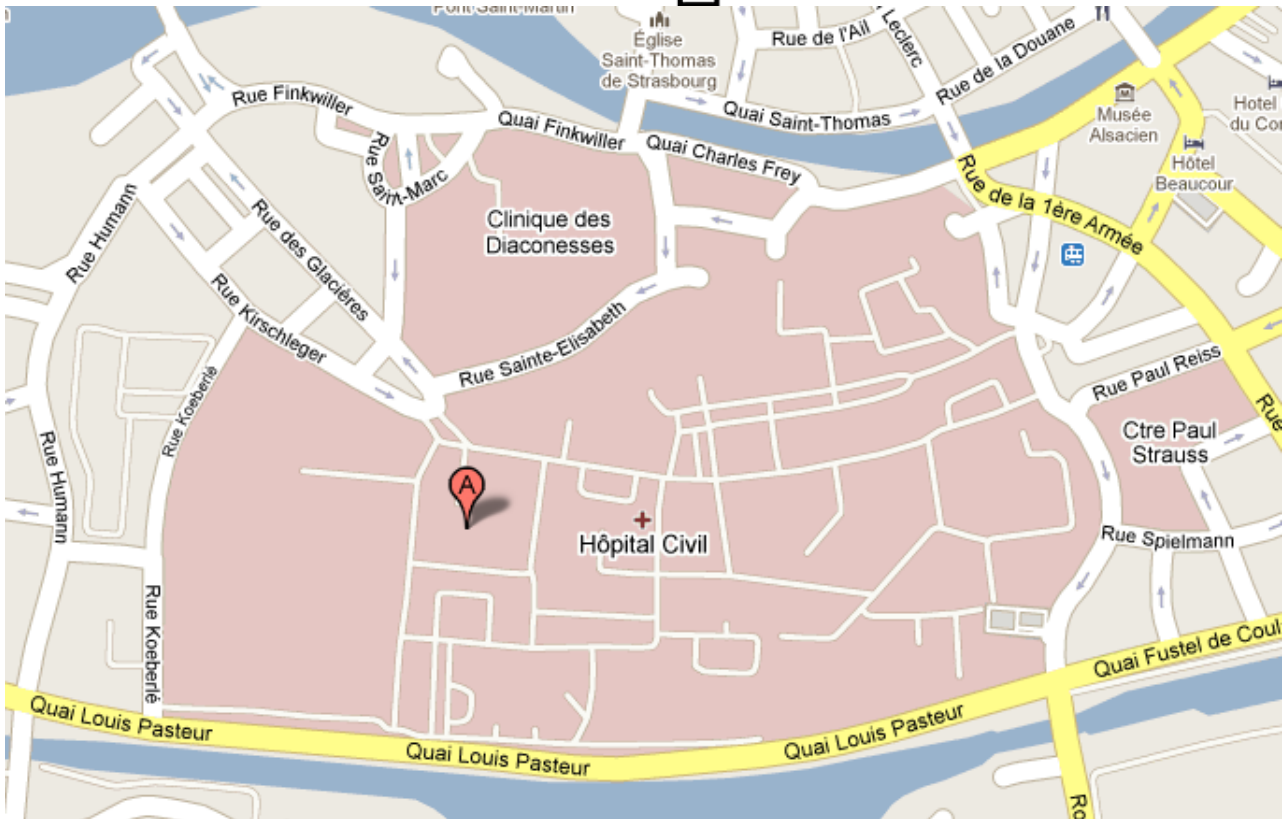 Pont Saint-Martin
Église
Saint-Thomas
de Strasbourg
Rue de l'Ail
Leclerc
Rue de la Douane
Musée
Alsacien
Hotel
du Cor
Hôtel
Beaucour
Rue Finkwiller
Quai Finkwiller
Quai Saint-Thomas
Quai Charles Frey
Rue Saint-Marc
Rue de la 1ère Armée
Clinique des
Diaconesses
Rue Humann
Rue des Glacières
Rue Kirschleger
Rue Sainte-Elisabeth
Rue Koeberlé
Rue Paul Reiss
Rue
Ctre Paul
Strauss
Rue Humann
A
Hôpital Civil
Rue Spielmann
Rue Koeberlé
Quai Fustel de Coul
Quai Louis Pasteur
Quai Louis Pasteur
Quai Louis Pasteur
Ro